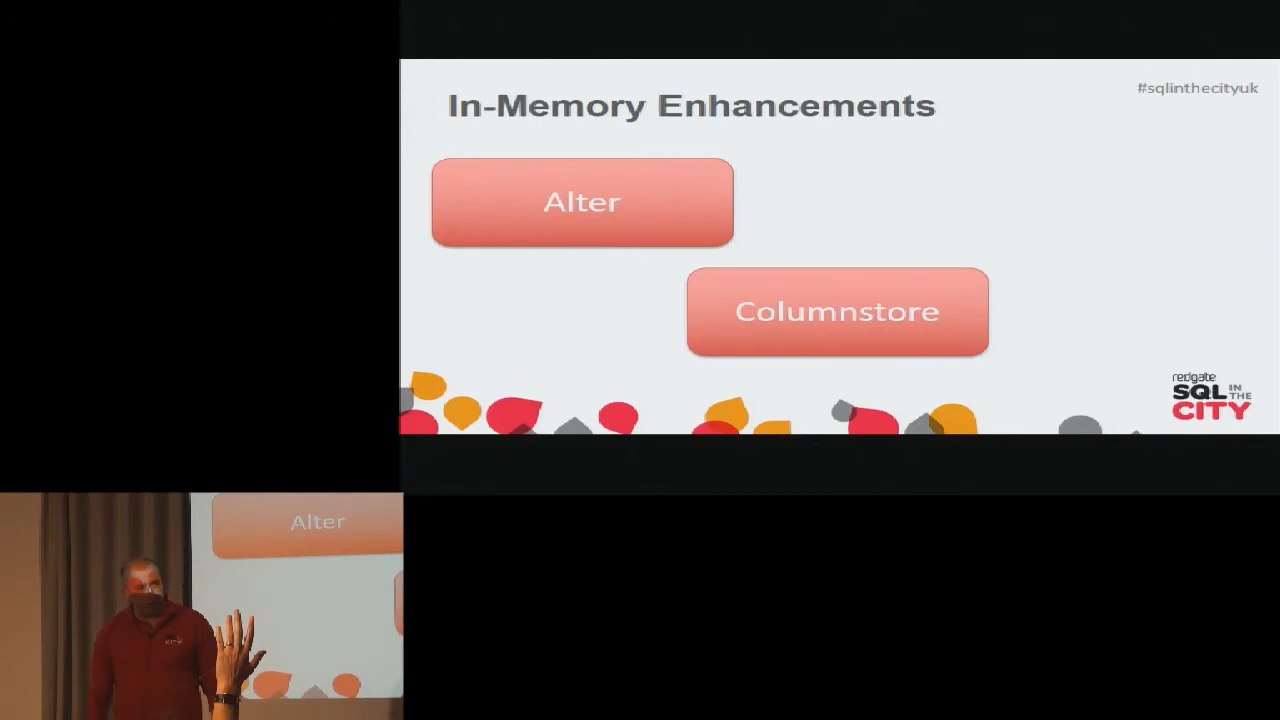 In-Memory Enhancements
#sqlinthecityuk
Alter
Columnstore
redgate
SQL IN THE CITY
Alter